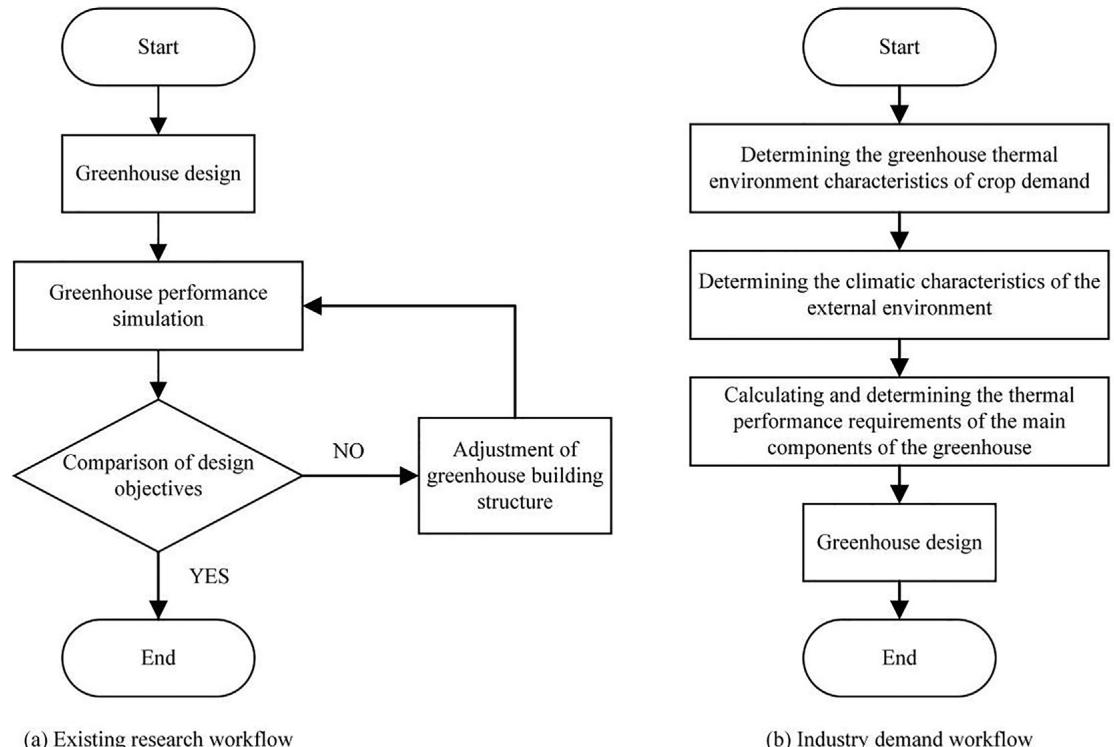 Start
Greenhouse design
Greenhouse performance
simulation
Comparison of design
objectives
NO
Adjustment of
greenhouse building
structure
YES
End
(a) Existing research workflow
Start
Determining the greenhouse thermal
environment characteristics of crop demand
Determining the climatic characteristics of the
external environment
Calculating and determining the thermal
performance requirements of the main
components of the greenhouse
Greenhouse design
End
(b) Industry demand workflow